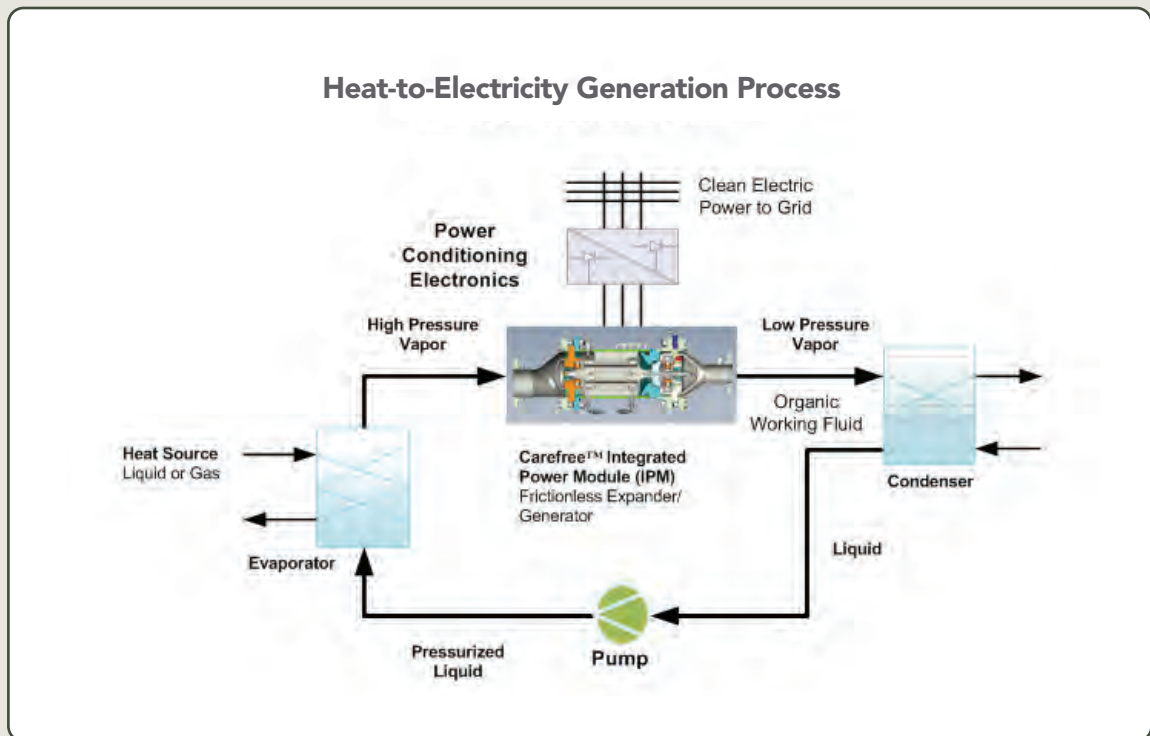 Heat-to-Electricity Generation Process
Clean Electric
Power to Grid
Power
Conditioning
Electronics
High Pressure
Vapor
Low Pressure
Vapor
Organic
Working Fluid
Heat Source
Liquid or Gas
Carefree™ Integrated
Power Module (IPM)
Frictionless Expander/
Generator
Condenser
Evaporator
Liquid
Pressurized
Liquid
Pump